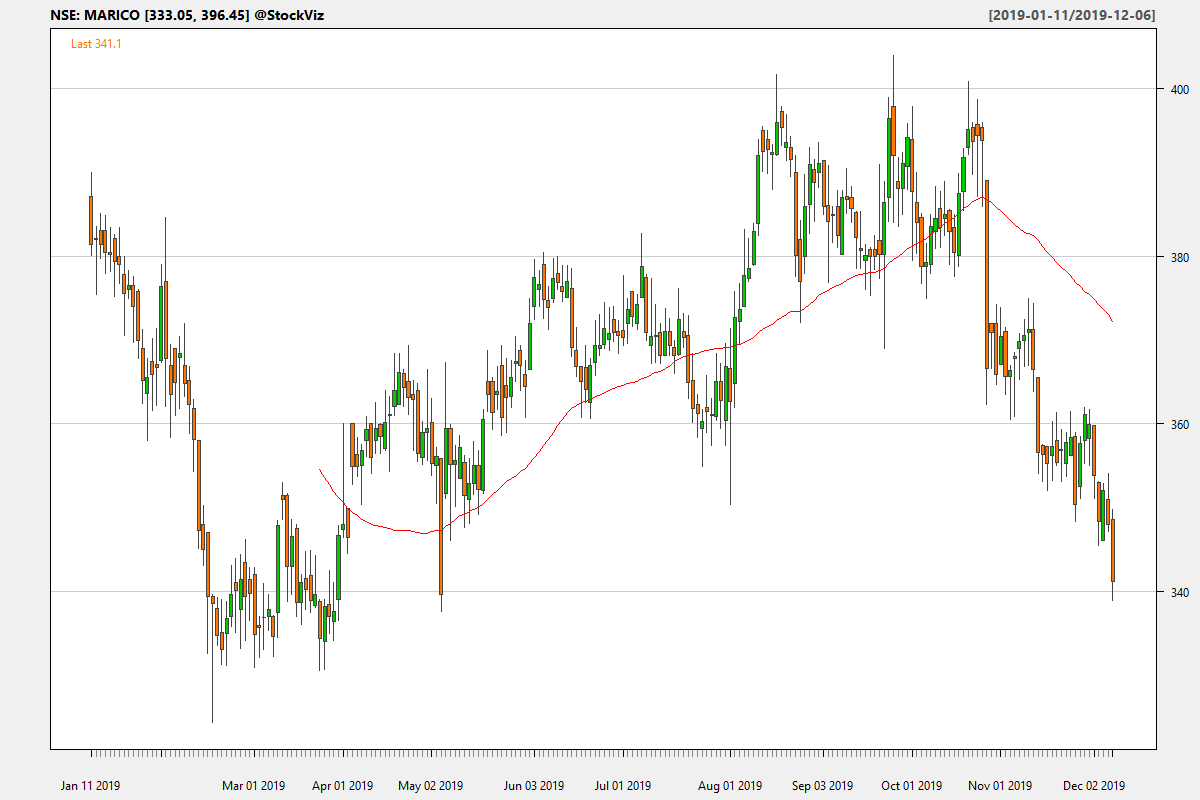 NSE: MARICO [333.05, 396.45] @StockViz
[2019-01-11/2019-12-06]
Last 341.1
400
380
360
340
Jan 11 2019
Mar 01 2019
Apr 01 2019
May 02 2019
Jun 03 2019
Jul 01 2019
Aug 01 2019
Sep 03 2019
Oct 01 2019
Nov 01 2019
Dec 02 2019